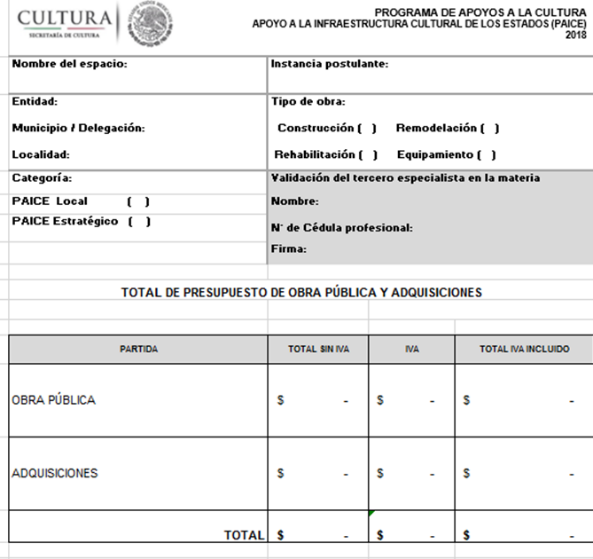 CULTURA
SECRETARÍA DE CULTURA
PROGRAMA DE APOYOS A LA CULTURA
APOYO A LA INFRAESTRUCTURA CULTURAL DE LOS ESTADOS (PAICE)
2018
Nombre del espacio:
Instancia postulante:
Entidad:
Tipo de obra:
Municipio / Delegación:
Construcción ( ) Remodelación ( )
Localidad:
Rehabilitación ( ) Equipamiento ( )
Categoría:
Validación del tercero especialista en la materia
PAICE Local ( )
Nombre:
PAICE Estratégico ( )
N° de Cédula profesional:
Firma:
TOTAL DE PRESUPUESTO DE OBRA PÚBLICA Y ADQUISICIONES
PARTIDA TOTAL SIN IVA IVA TOTAL IVA INCLUIDO
OBRA PÚBLICA $ - $ - $ -
ADQUISICIONES $ - $ - $ -
TOTAL $ - $ - $ -